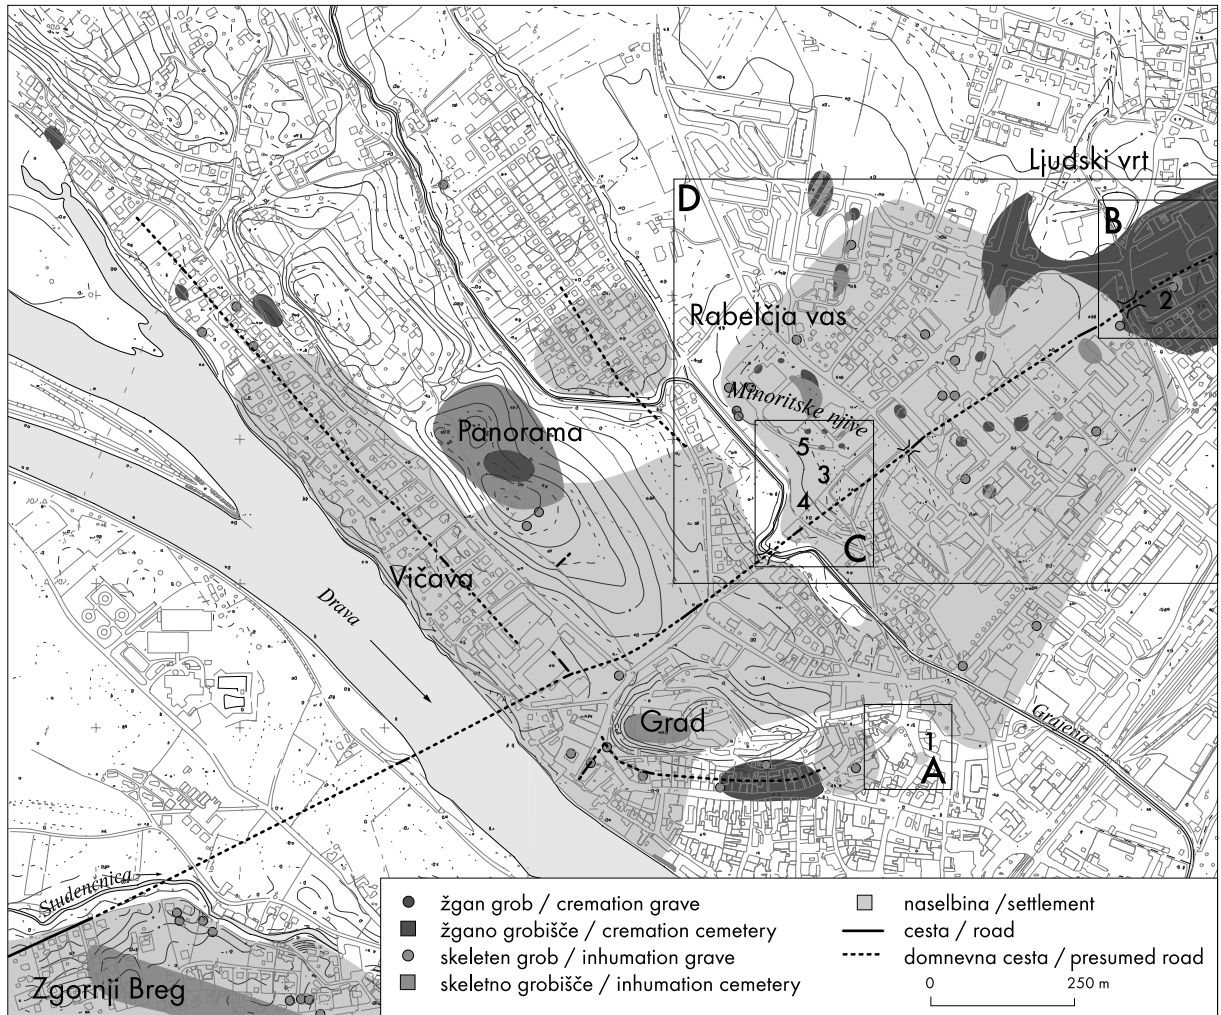 Ljudski vrt
D
B
2
Rabelčja vas
Minoritske njive
Panorama
5
3
4
C
Vičava
Drava
Grad
Grajena
1
A
Studenčnica
Zgornji Breg
žgan grob / cremation grave
žgano grobišče / cremation cemetery
skeleten grob / inhumation grave
skeletno grobišče / inhumation cemetery
naselbina /settlement
cesta / road
domnevna cesta / presumed road
0 250 m